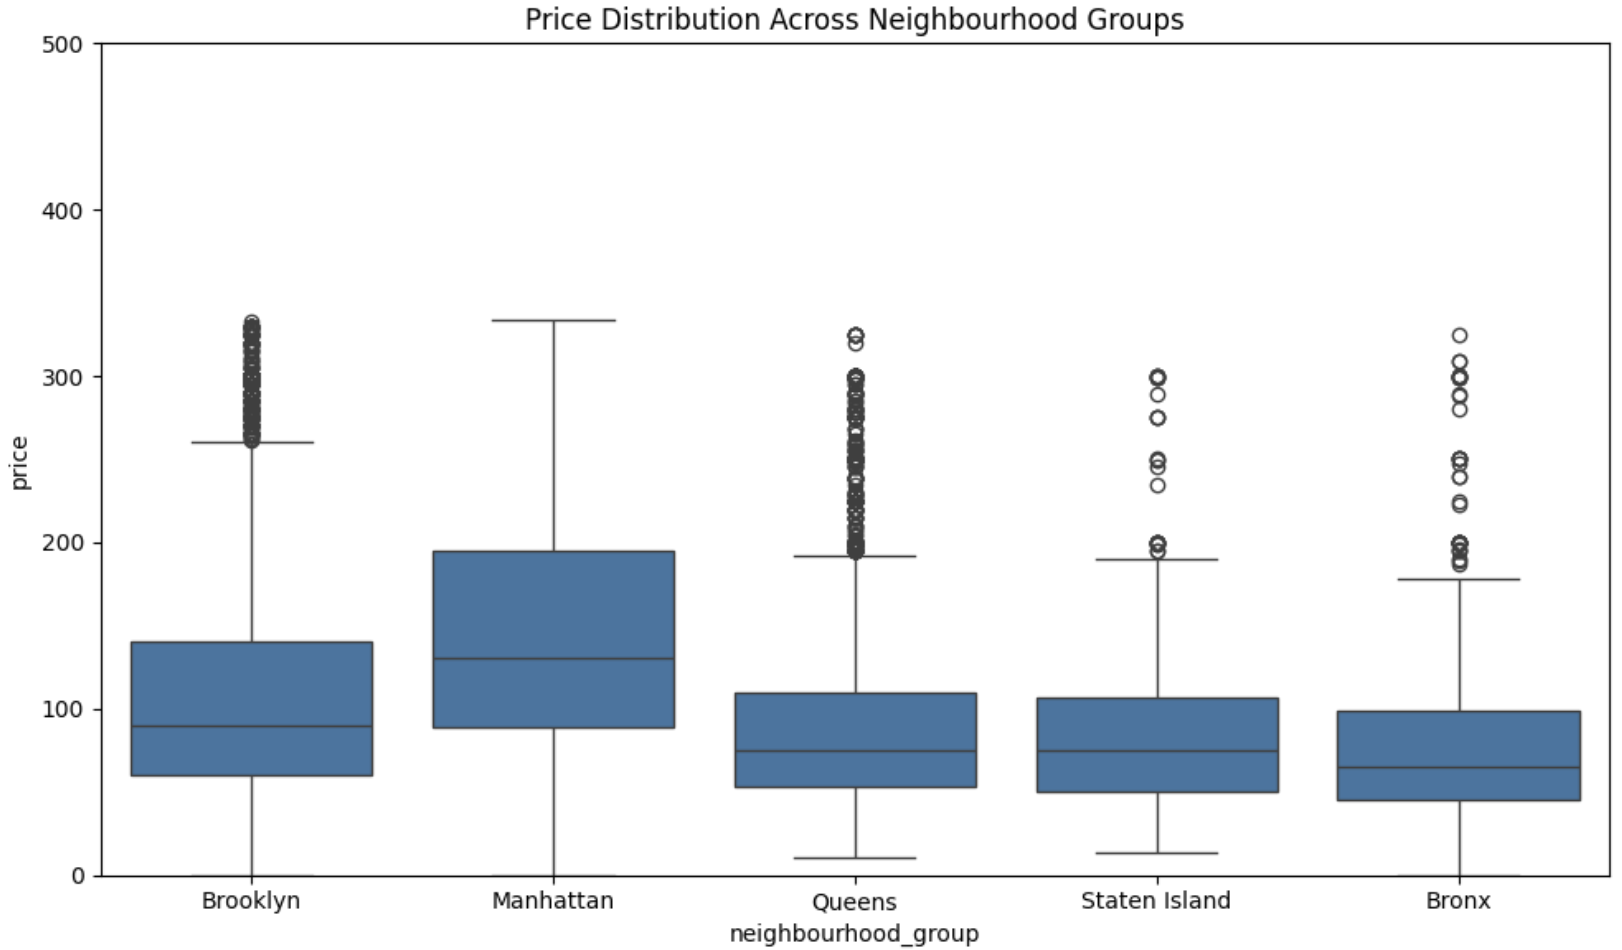 Price Distribution Across Neighbourhood Groups
500
400
300
200
100
0
price
Brooklyn Manhattan Queens Staten Island Bronx
neighbourhood_group